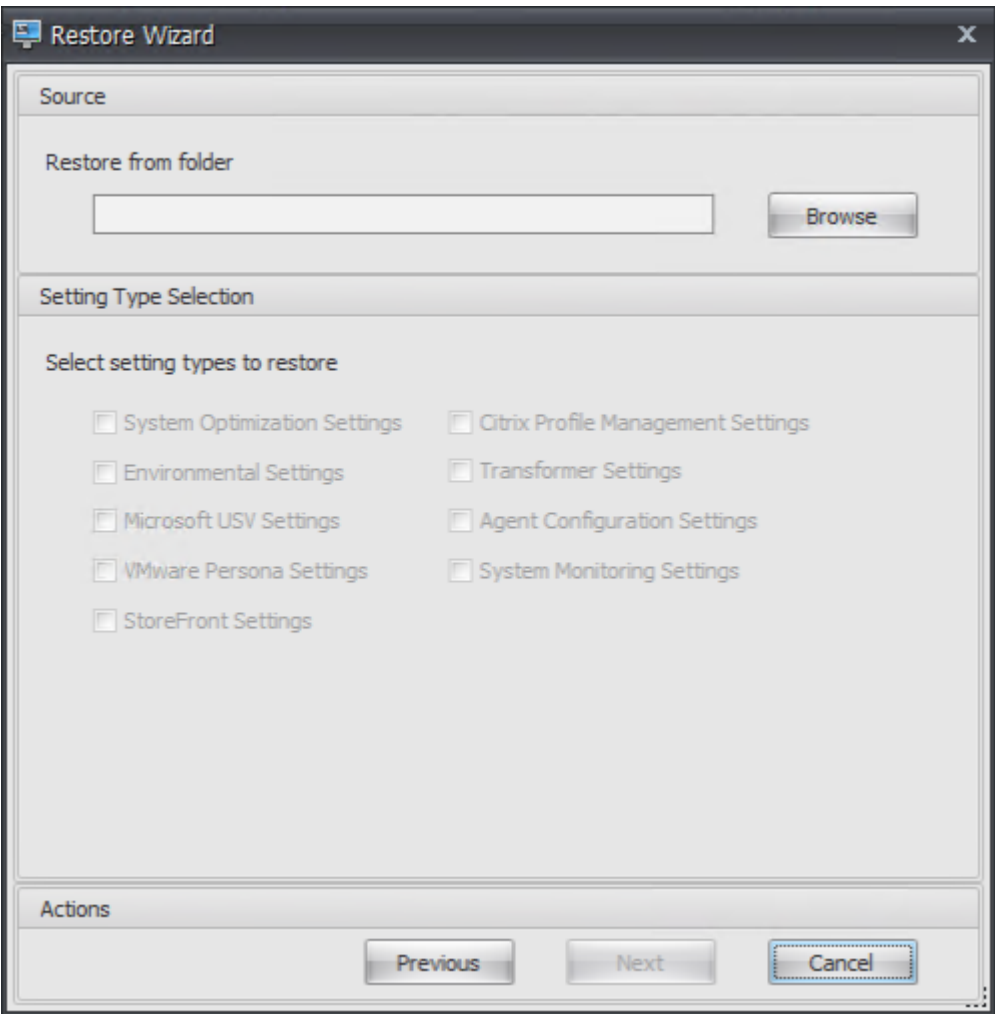 Restore Wizard
Source
Restore from folder
Browse
Setting Type Selection
Select setting types to restore
System Optimization Settings
Citrix Profile Management Settings
Environmental Settings
Transformer Settings
Microsoft USV Settings
Agent Configuration Settings
VMware Persona Settings
System Monitoring Settings
StoreFront Settings
Actions
Previous
Next
Cancel